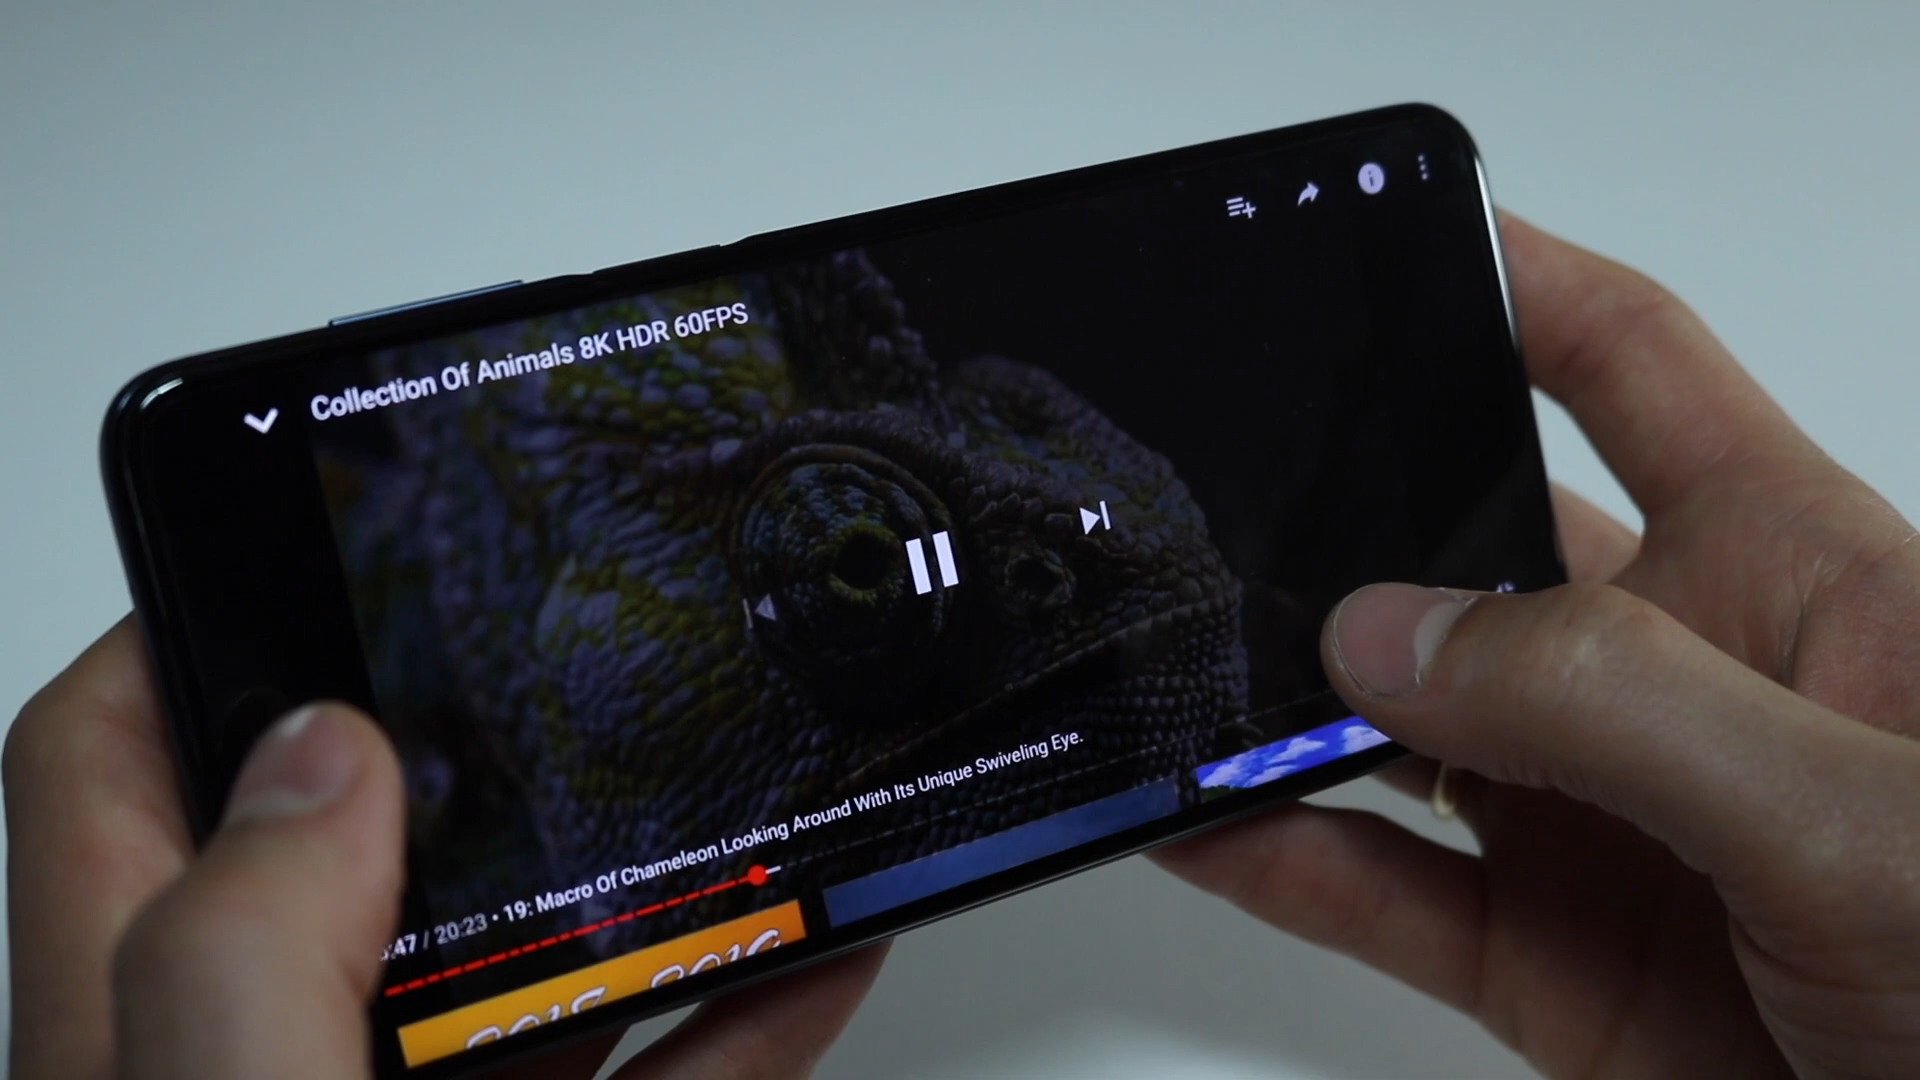 Collection Of Animals 8K HDR 60FPS
:47 / 20:23 • 19: Macro Of Chameleon Looking Around With Its Unique Swiveling Eye.